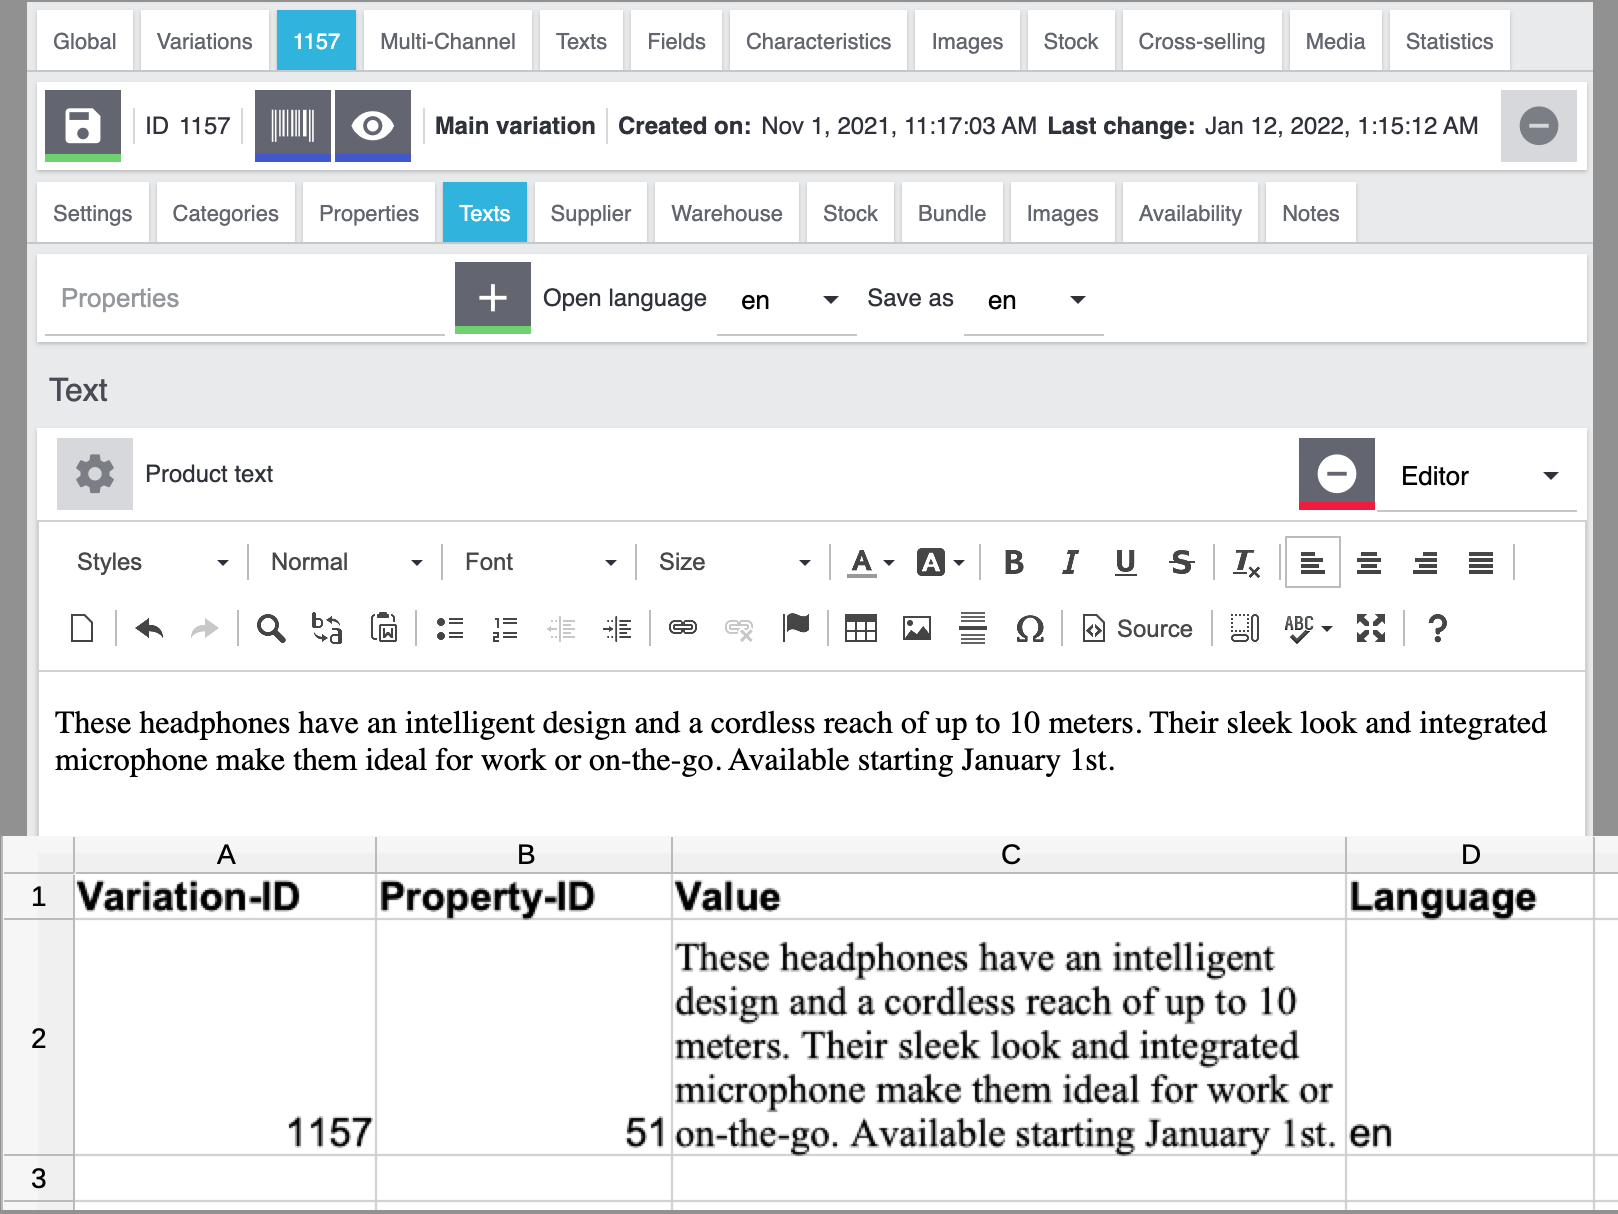 Global Variations 1157 Multi-Channel Texts Fields Characteristics Images Stock Cross-selling Media Statistics
ID 1157 Main variation Created on: Nov 1, 2021, 11:17:03 AM Last change: Jan 12, 2022, 1:15:12 AM
Settings Categories Properties Texts Supplier Warehouse Stock Bundle Images Availability Notes
Properties Open language en Save as en
Text
Product text Editor
Styles Normal Font Size A A B I U S Tx
ba W 1 2 Ω Source ABC ?
These headphones have an intelligent design and a cordless reach of up to 10 meters. Their sleek look and integrated
microphone make them ideal for work or on-the-go. Available starting January 1st.
A B C D
1 Variation-ID Property-ID Value Language
These headphones have an intelligent
design and a cordless reach of up to 10
2 meters. Their sleek look and integrated
microphone make them ideal for work or
1157 51 on-the-go. Available starting January 1st. en
3